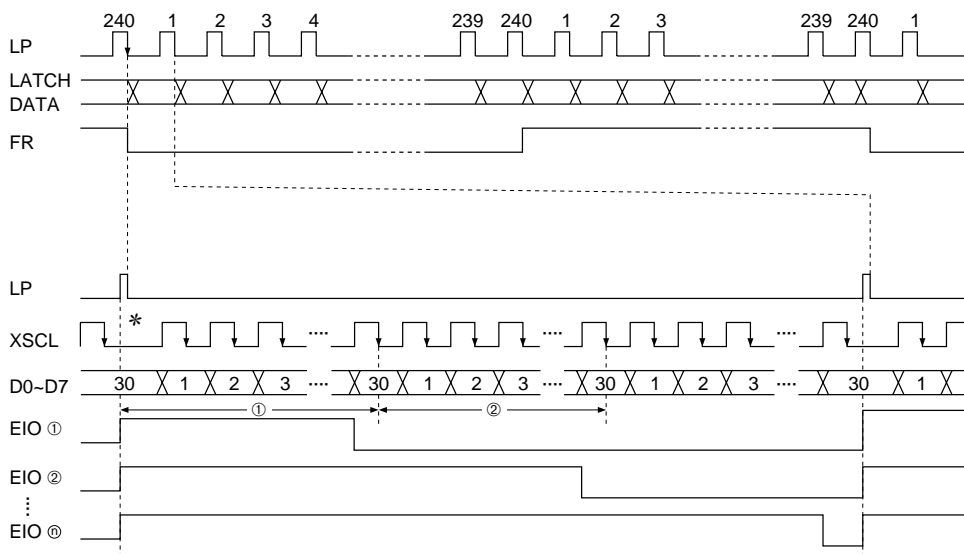 240 1 2 3 4 239 240 1 2 3 239 240 1
LP
LATCH
DATA
FR
LP
*
XSCL
D0~D7 30 1 2 3 30 1 2 3 30 1 2 3 30 1
① ②
EIO ①
EIO ②
EIO ⓝ